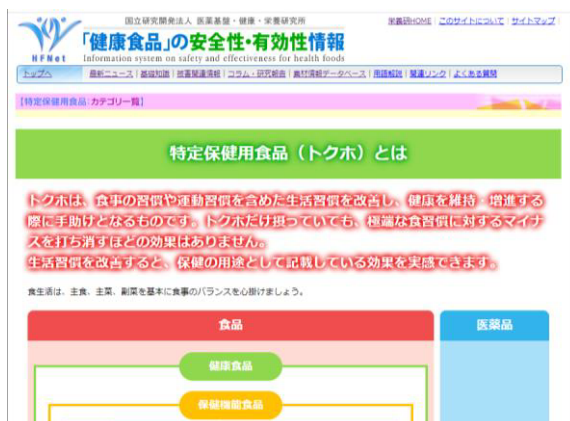 国立研究開発法人 医薬基盤・健康・栄養研究所
栄養研HOME | このサイトについて | サイトマップ
「健康食品」の安全性・有効性情報
HFNet
Information system on safety and effectiveness for health foods
トップへ
最新ニュース | 基礎知識 | 被害関連情報 | コラム・研究報告 | 素材情報データベース | 用語解説 | 関連リンク | よくある質問
【特定保健用食品:カテゴリー一覧】
特定保健用食品（トクホ）とは
トクホは、食事の習慣や運動習慣を含めた生活習慣を改善し、健康を維持・増進する
際に手助けとなるものです。トクホだけ摂っていても、極端な食習慣に対するマイナ
スを打ち消すほどの効果はありません。
生活習慣を改善すると、保健の用途として記載している効果を実感できます。
食生活は、主食、主菜、副菜を基本に食事のバランスを心掛けましょう。
食品
医薬品
健康食品
保健機能食品